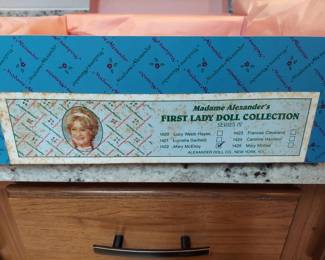 Madame Alexander's
FIRST LADY DOLL COLLECTION
SERIES IV
1420 Lucy Webb Hayes 1423 Frances Cleveland
1421 Lucretia Garfield 1424 Caroline Harrison
1422 Mary McElroy 1425 Mary McKee
ALEXANDER DOLL CO., NEW YORK, N.Y.